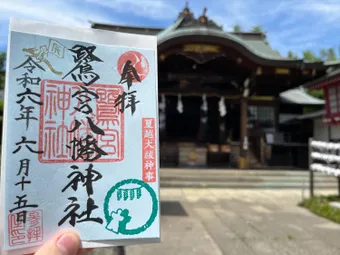 奉拝
夏越大祓神事
鷺宮八幡神社
令和六年六月十五日